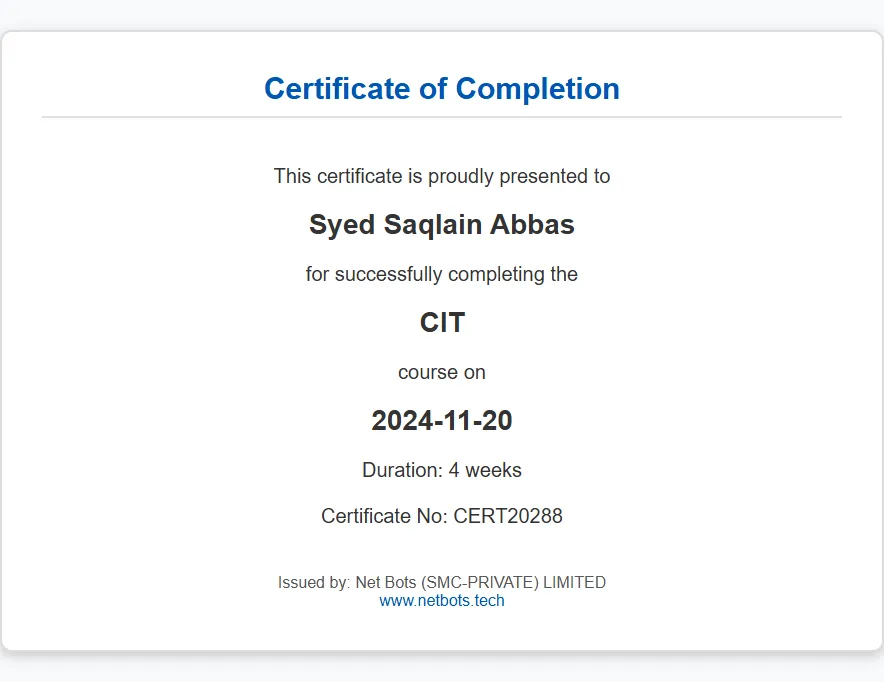 Certificate of Completion
This certificate is proudly presented to
Syed Saqlain Abbas
for successfully completing the
CIT
course on
2024-11-20
Duration: 4 weeks
Certificate No: CERT20288
Issued by: Net Bots (SMC-PRIVATE) LIMITED
www.netbots.tech